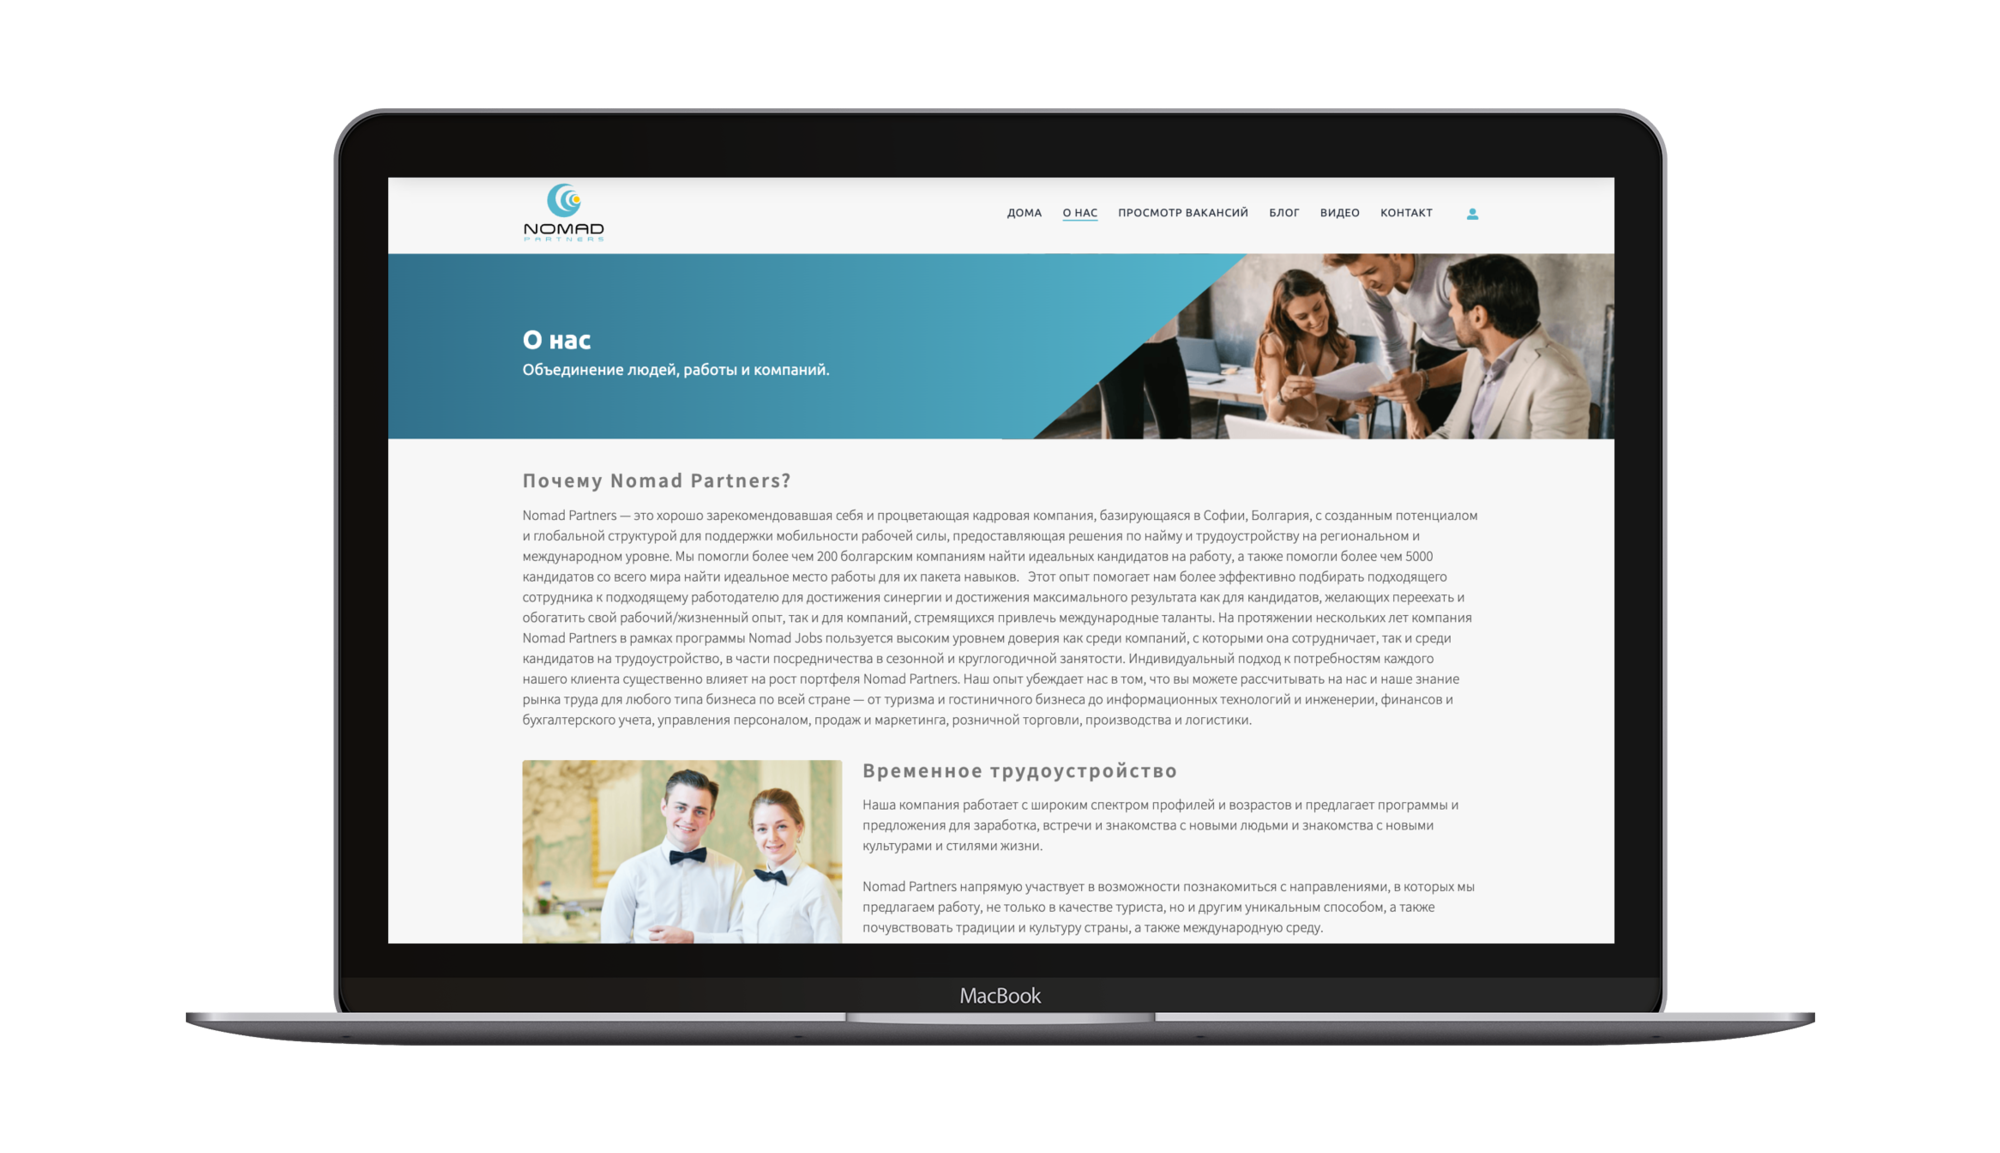 NOMAD
PARTNERS
ДОМА О НАС ПРОСМОТР ВАКАНСИЙ БЛОГ ВИДЕО КОНТАКТ
О нас
Объединение людей, работы и компаний.
Почему Nomad Partners?
Nomad Partners — это хорошо зарекомендовавшая себя и процветающая кадровая компания, базирующаяся в Софии, Болгария, с созданным потенциалом
и глобальной структурой для поддержки мобильности рабочей силы, предоставляющая решения по найму и трудоустройству на региональном и
международном уровне. Мы помогли более чем 200 болгарским компаниям найти идеальных кандидатов на работу, а также помогли более чем 5000
кандидатов со всего мира найти идеальное место работы для их пакета навыков. Этот опыт помогает нам более эффективно подбирать подходящего
сотрудника к подходящему работодателю для достижения синергии и достижения максимального результата как для кандидатов, желающих переехать и
обогатить свой рабочий/жизненный опыт, так и для компаний, стремящихся привлечь международные таланты. На протяжении нескольких лет компания
Nomad Partners в рамках программы Nomad Jobs пользуется высоким уровнем доверия как среди компаний, с которыми она сотрудничает, так и среди
кандидатов на трудоустройство, в части посредничества в сезонной и круглогодичной занятости. Индивидуальный подход к потребностям каждого
нашего клиента существенно влияет на рост портфеля Nomad Partners. Наш опыт убеждает нас в том, что вы можете рассчитывать на нас и наше знание
рынка труда для любого типа бизнеса по всей стране — от туризма и гостиничного бизнеса до информационных технологий и инженерии, финансов и
бухгалтерского учета, управления персоналом, продаж и маркетинга, розничной торговли, производства и логистики.
Временное трудоустройство
Наша компания работает с широким спектром профилей и возрастов и предлагает программы и
предложения для заработка, встречи и знакомства с новыми людьми и знакомства с новыми
культурами и стилями жизни.
Nomad Partners напрямую участвует в возможности познакомиться с направлениями, в которых мы
предлагаем работу, не только в качестве туриста, но и другим уникальным способом, а также
почувствовать традиции и культуру страны, а также международную среду.
MacBook